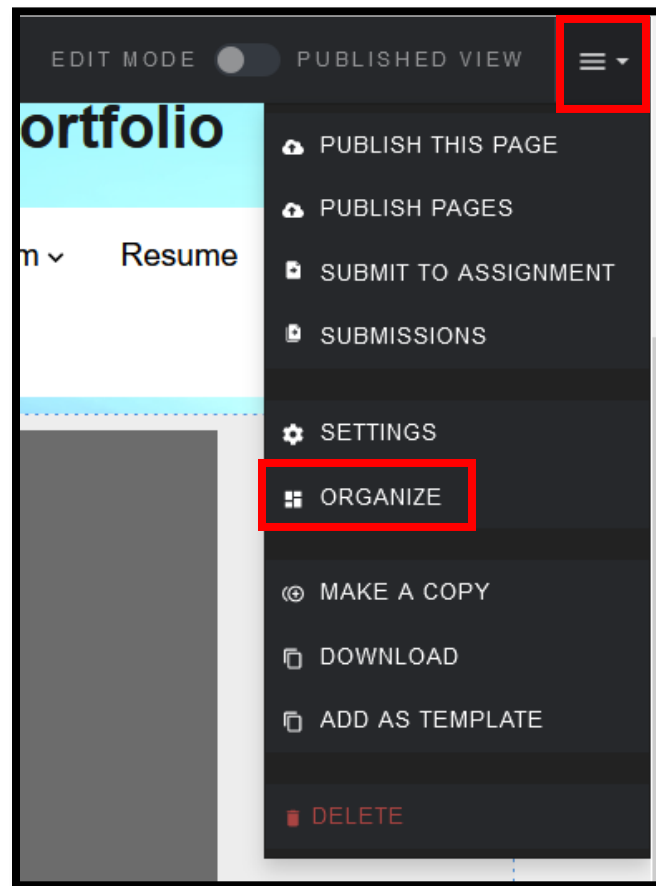 EDIT MODE PUBLISHED VIEW
ortfolio
m Resume
PUBLISH THIS PAGE
PUBLISH PAGES
SUBMIT TO ASSIGNMENT
SUBMISSIONS
SETTINGS
ORGANIZE
MAKE A COPY
DOWNLOAD
ADD AS TEMPLATE
DELETE